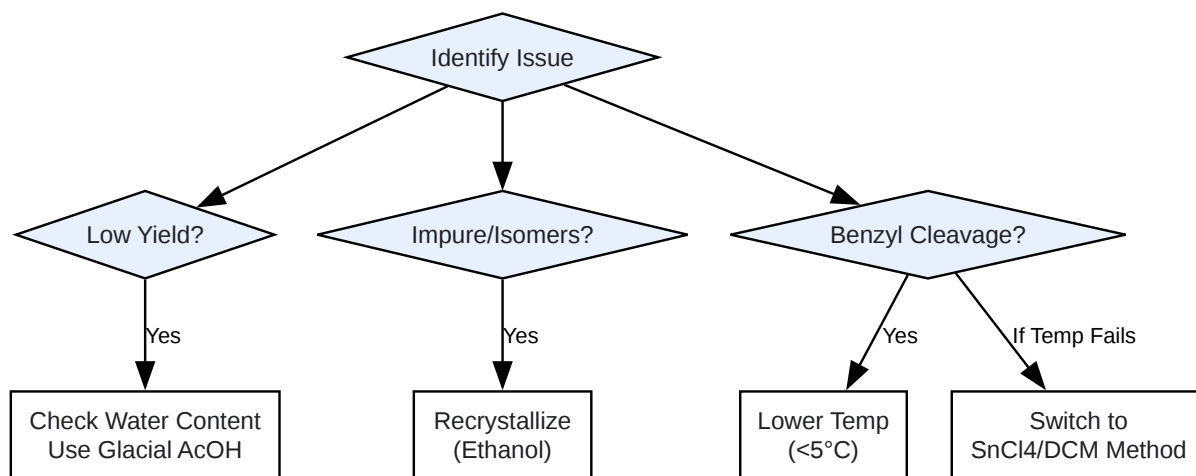 Identify Issue
Low Yield?
Impure/Isomers?
Benzyl Cleavage?
Yes
Yes
Yes
If Temp Fails
Check Water Content
Use Glacial AcOH
Recrystallize
(Ethanol)
Lower Temp
(<5°C)
Switch to
SnCl4/DCM Method